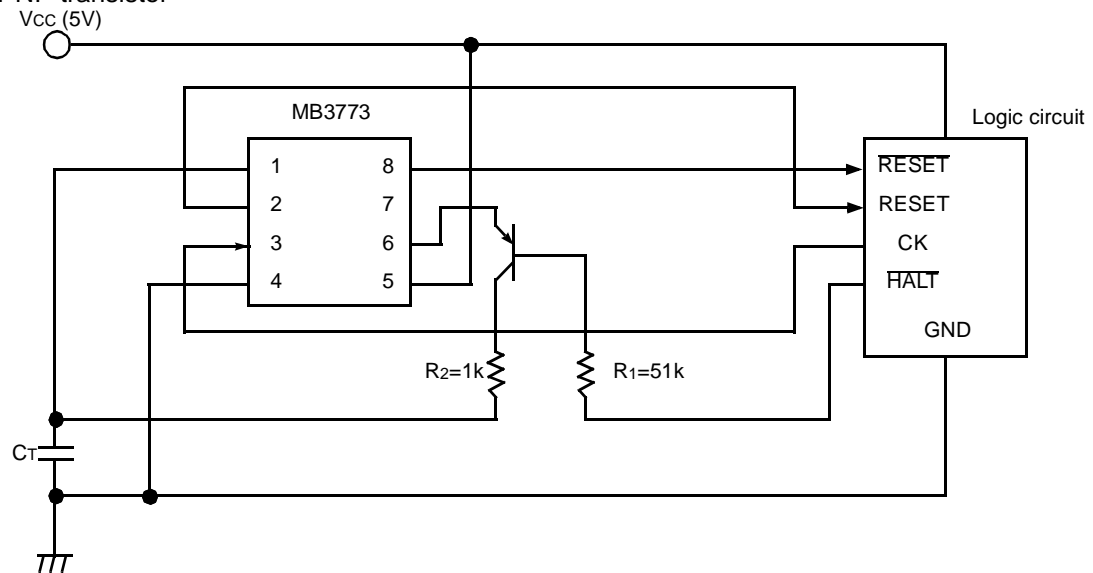 transistor
VCC (5V)
MB3773
Logic circuit
1
8
RESET
2
7
RESET
3
6
CK
4
5
HALT
GND
R2=1k
R1=51k
CT